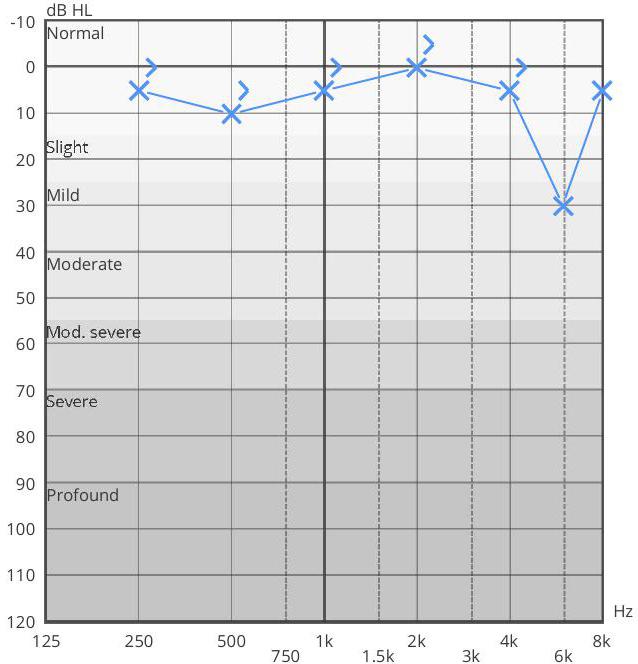 dB HL
-10
Normal
0
10
Slight
20
Mild
30
40
Moderate
50
Mod. severe
60
70
Severe
80
90
Profound
100
110
120
Hz
125 250 500 1k 2k 4k 8k
750 1.5k 3k 6k